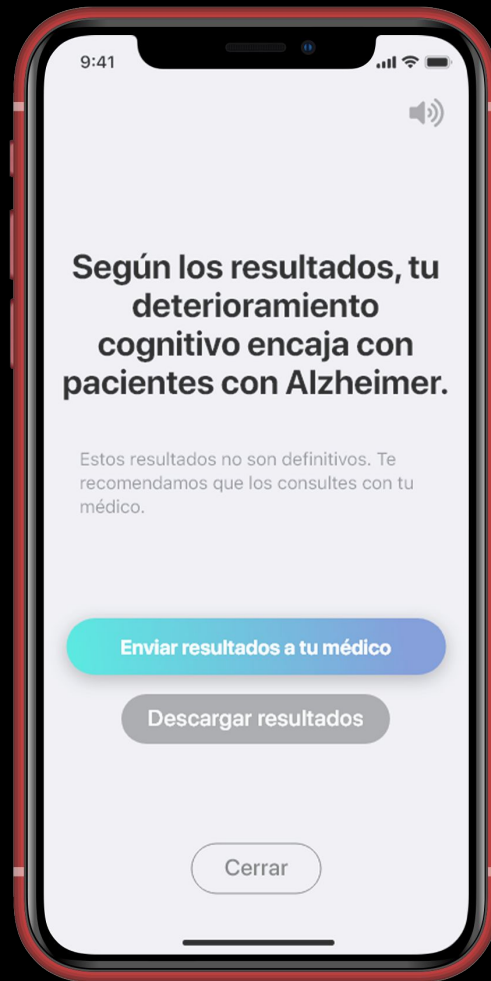 9:41
Según los resultados, tu
deterioramiento
cognitivo encaja con
pacientes con Alzheimer.
Estos resultados no son definitivos. Te
recomendamos que los consultes con tu
médico.
Enviar resultados a tu médico
Descargar resultados
Cerrar